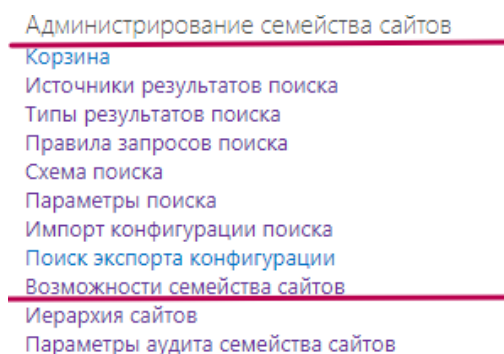 Администрирование семейства сайтов
Корзина
Источники результатов поиска
Типы результатов поиска
Правила запросов поиска
Схема поиска
Параметры поиска
Импорт конфигурации поиска
Поиск экспорта конфигурации
Возможности семейства сайтов
Иерархия сайтов
Параметры аудита семейства сайтов